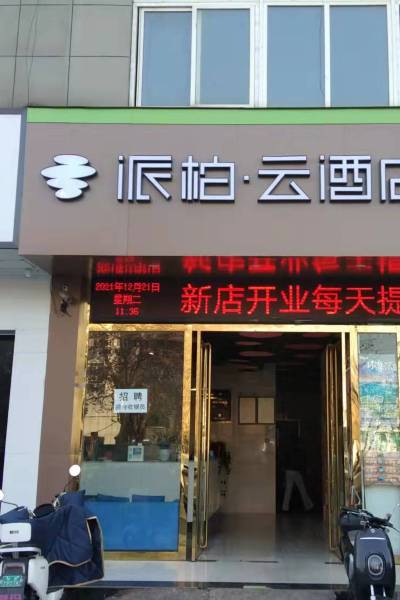 派柏·云酒店
2021年12月21日
星期二
11:36
新店开业每天提
招聘